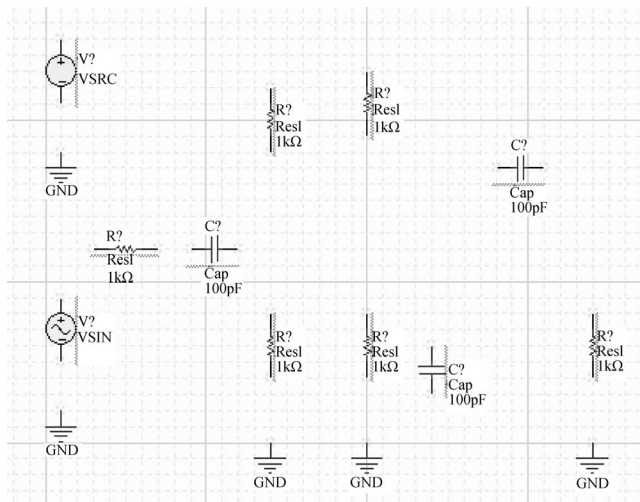 V?
VSRC
R?
Resl
1kΩ
R?
Resl
1kΩ
C?
Cap
100pF
GND
R?
Resl
1kΩ
C?
Cap
100pF
V?
VSIN
R?
Resl
1kΩ
R?
Resl
1kΩ
C?
Cap
100pF
R?
Resl
1kΩ
GND
GND
GND
GND